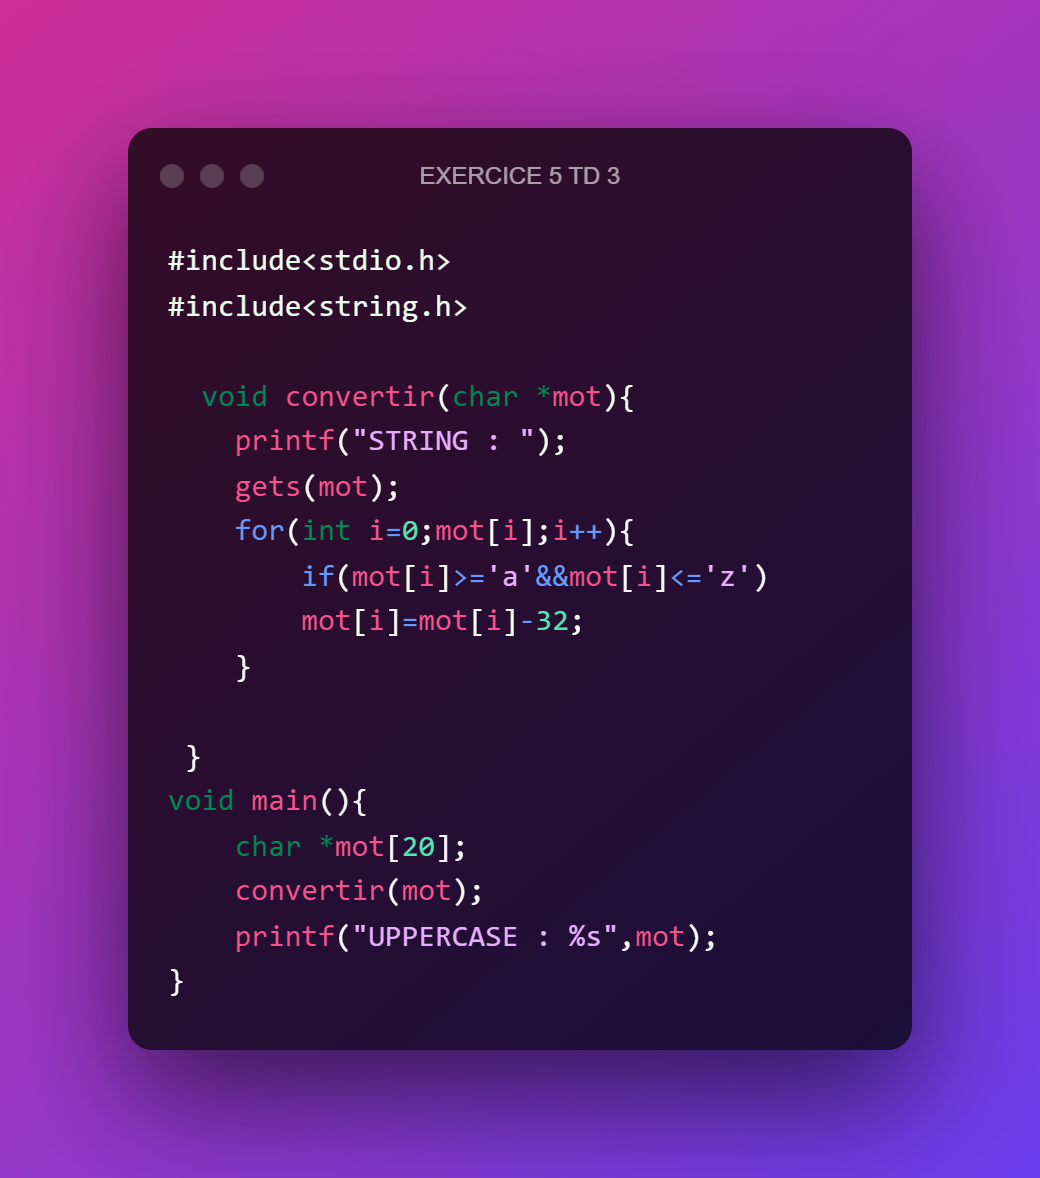 EXERCICE 5 TD 3
#include<stdio.h>
#include<string.h>
  void convertir(char *mot){
    printf("STRING : ");
    gets(mot);
    for(int i=0;mot[i];i++){
        if(mot[i]>='a'&&mot[i]<='z')
        mot[i]=mot[i]-32;
    }
 }
void main(){
    char *mot[20];
    convertir(mot);
    printf("UPPERCASE : %s",mot);
}